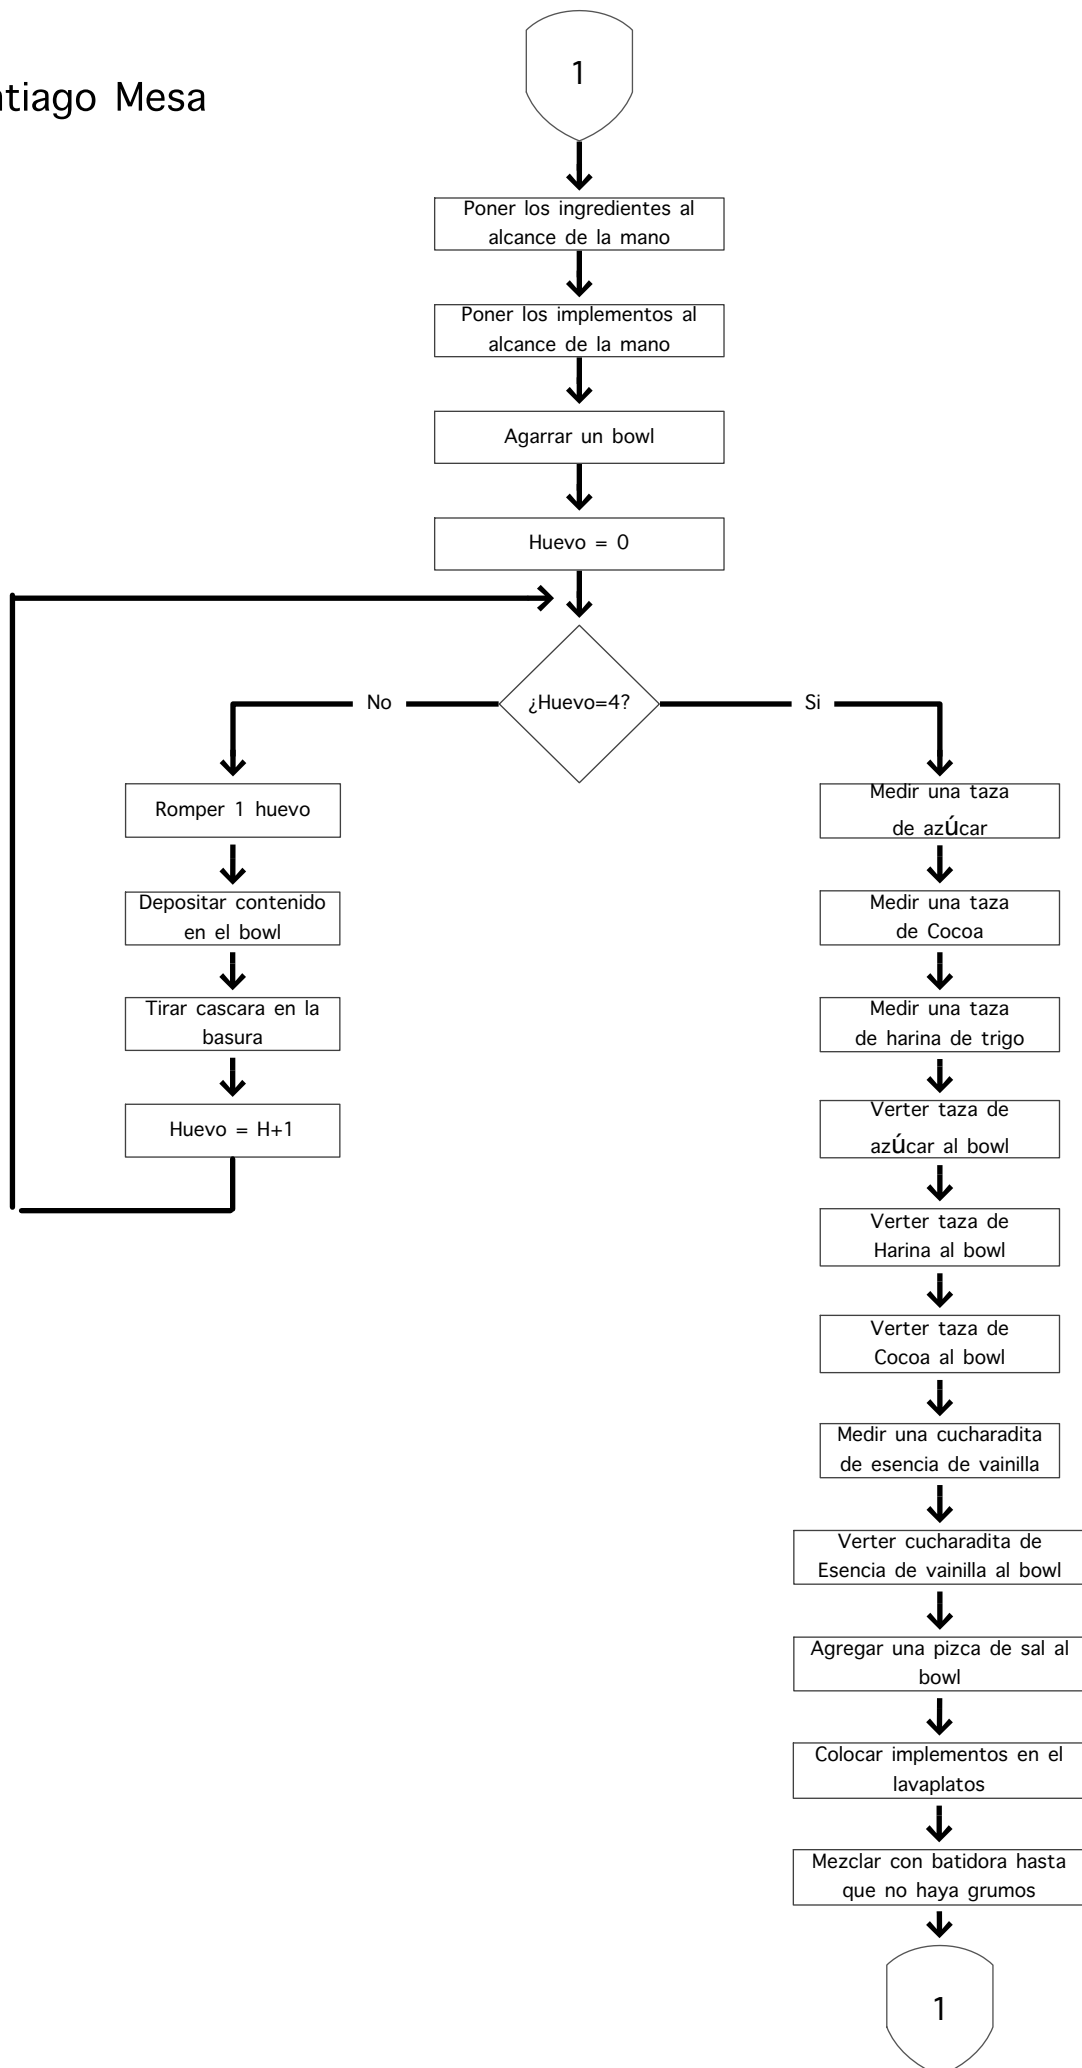 tiago Mesa
1
Poner los ingredientes al
alcance de la mano
Poner los implementos al
alcance de la mano
Agarrar un bowl
Huevo = 0
¿Huevo=4?
No
Si
Romper 1 huevo
Depositar contenido
en el bowl
Tirar cascara en la
basura
Huevo = H+1
Medir una taza
de azÚcar
Medir una taza
de Cocoa
Medir una taza
de harina de trigo
Verter taza de
azÚcar al bowl
Verter taza de
Harina al bowl
Verter taza de
Cocoa al bowl
Medir una cucharadita
de esencia de vainilla
Verter cucharadita de
Esencia de vainilla al bowl
Agregar una pizca de sal al
bowl
Colocar implementos en el
lavaplatos
Mezclar con batidora hasta
que no haya grumos
1